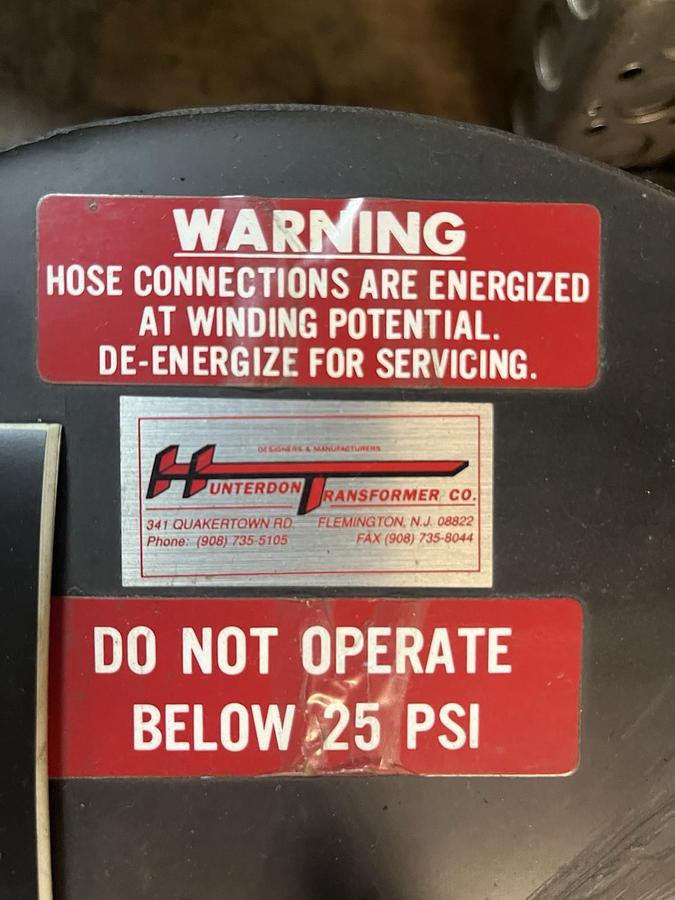 WARNING
HOSE CONNECTIONS ARE ENERGIZED
AT WINDING POTENTIAL.
DE-ENERGIZE FOR SERVICING.
DESIGNERS & MANUFACTURERS
HUNTERDON TRANSFORMER CO.
341 QUAKERTOWN RD. FLEMINGTON, N.J. 08822
Phone: (908) 735-5105 FAX (908) 735-8044
DO NOT OPERATE
BELOW 25 PSI